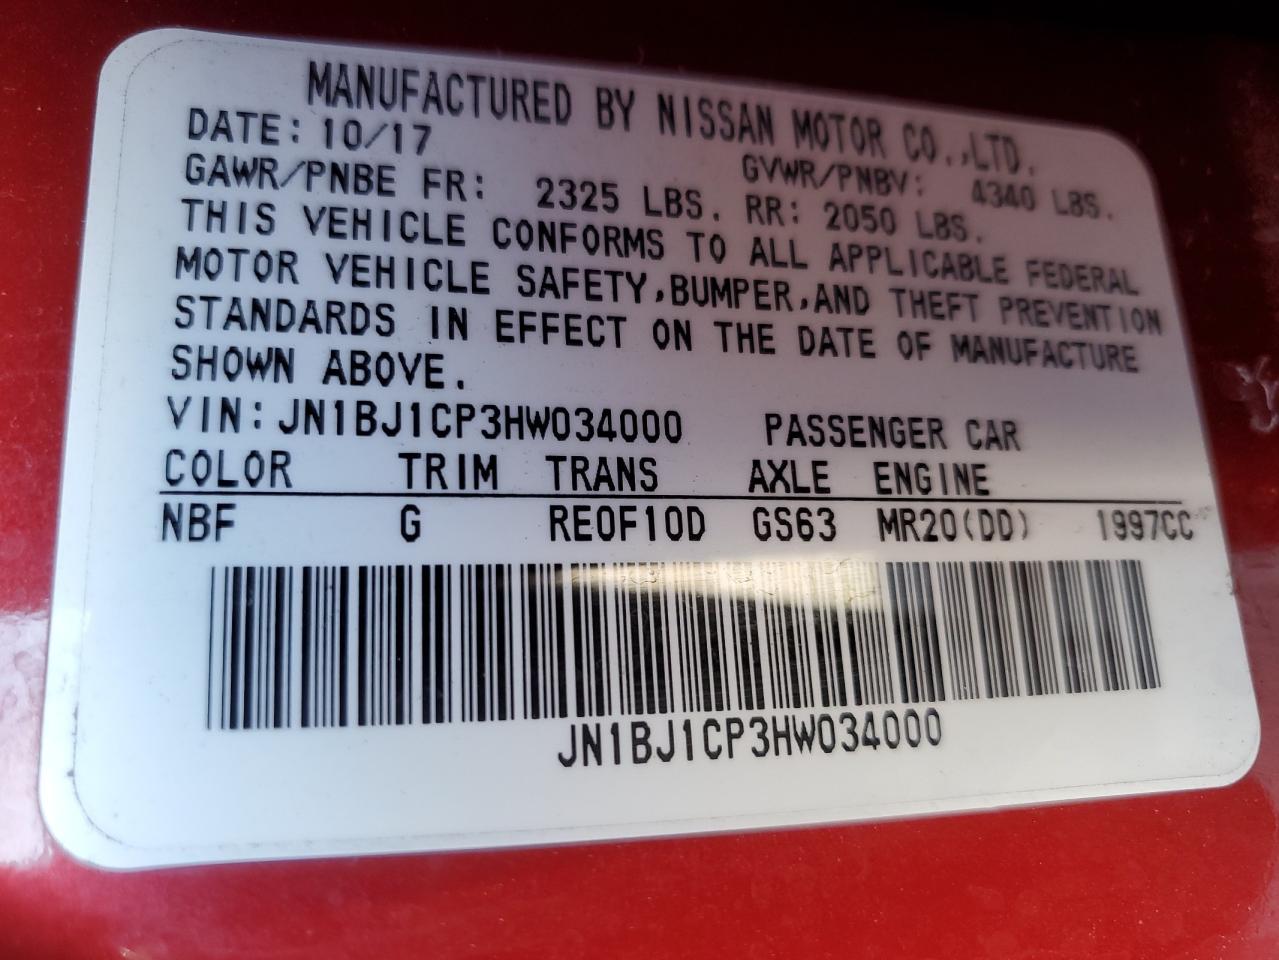 MANUFACTURED BY NISSAN MOTOR CO.,LTD.
DATE: 10/17 GVWR/PNBV: 4340 LBS.
GAWR/PNBE FR: 2325 LBS. RR: 2050 LBS.
THIS VEHICLE CONFORMS TO ALL APPLICABLE FEDERAL
MOTOR VEHICLE SAFETY,BUMPER,AND THEFT PREVENTION
STANDARDS IN EFFECT ON THE DATE OF MANUFACTURE
SHOWN ABOVE.
VIN: JN1BJ1CP3HW034000 PASSENGER CAR
COLOR TRIM TRANS AXLE ENGINE
NBF G RE0F10D GS63 MR20(DD) 1997CC
JN1BJ1CP3HW034000